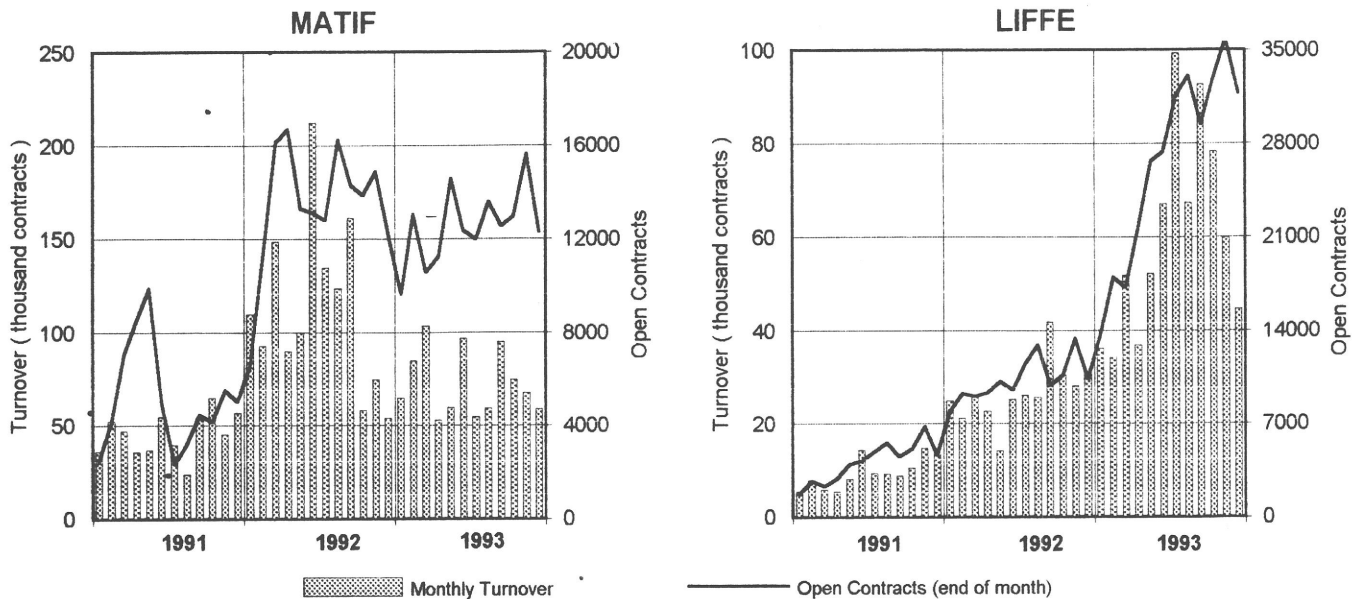 MATIF
250
200
150
100
50
0
Turnover ( thousand contracts )
20000
16000
12000
8000
4000
0
Open Contracts
1991 1992 1993
LIFFE
100
80
60
40
20
0
Turnover ( thousand contracts )
35000
28000
21000
14000
7000
0
Open Contracts
1991 1992 1993
Monthly Turnover
Open Contracts (end of month)